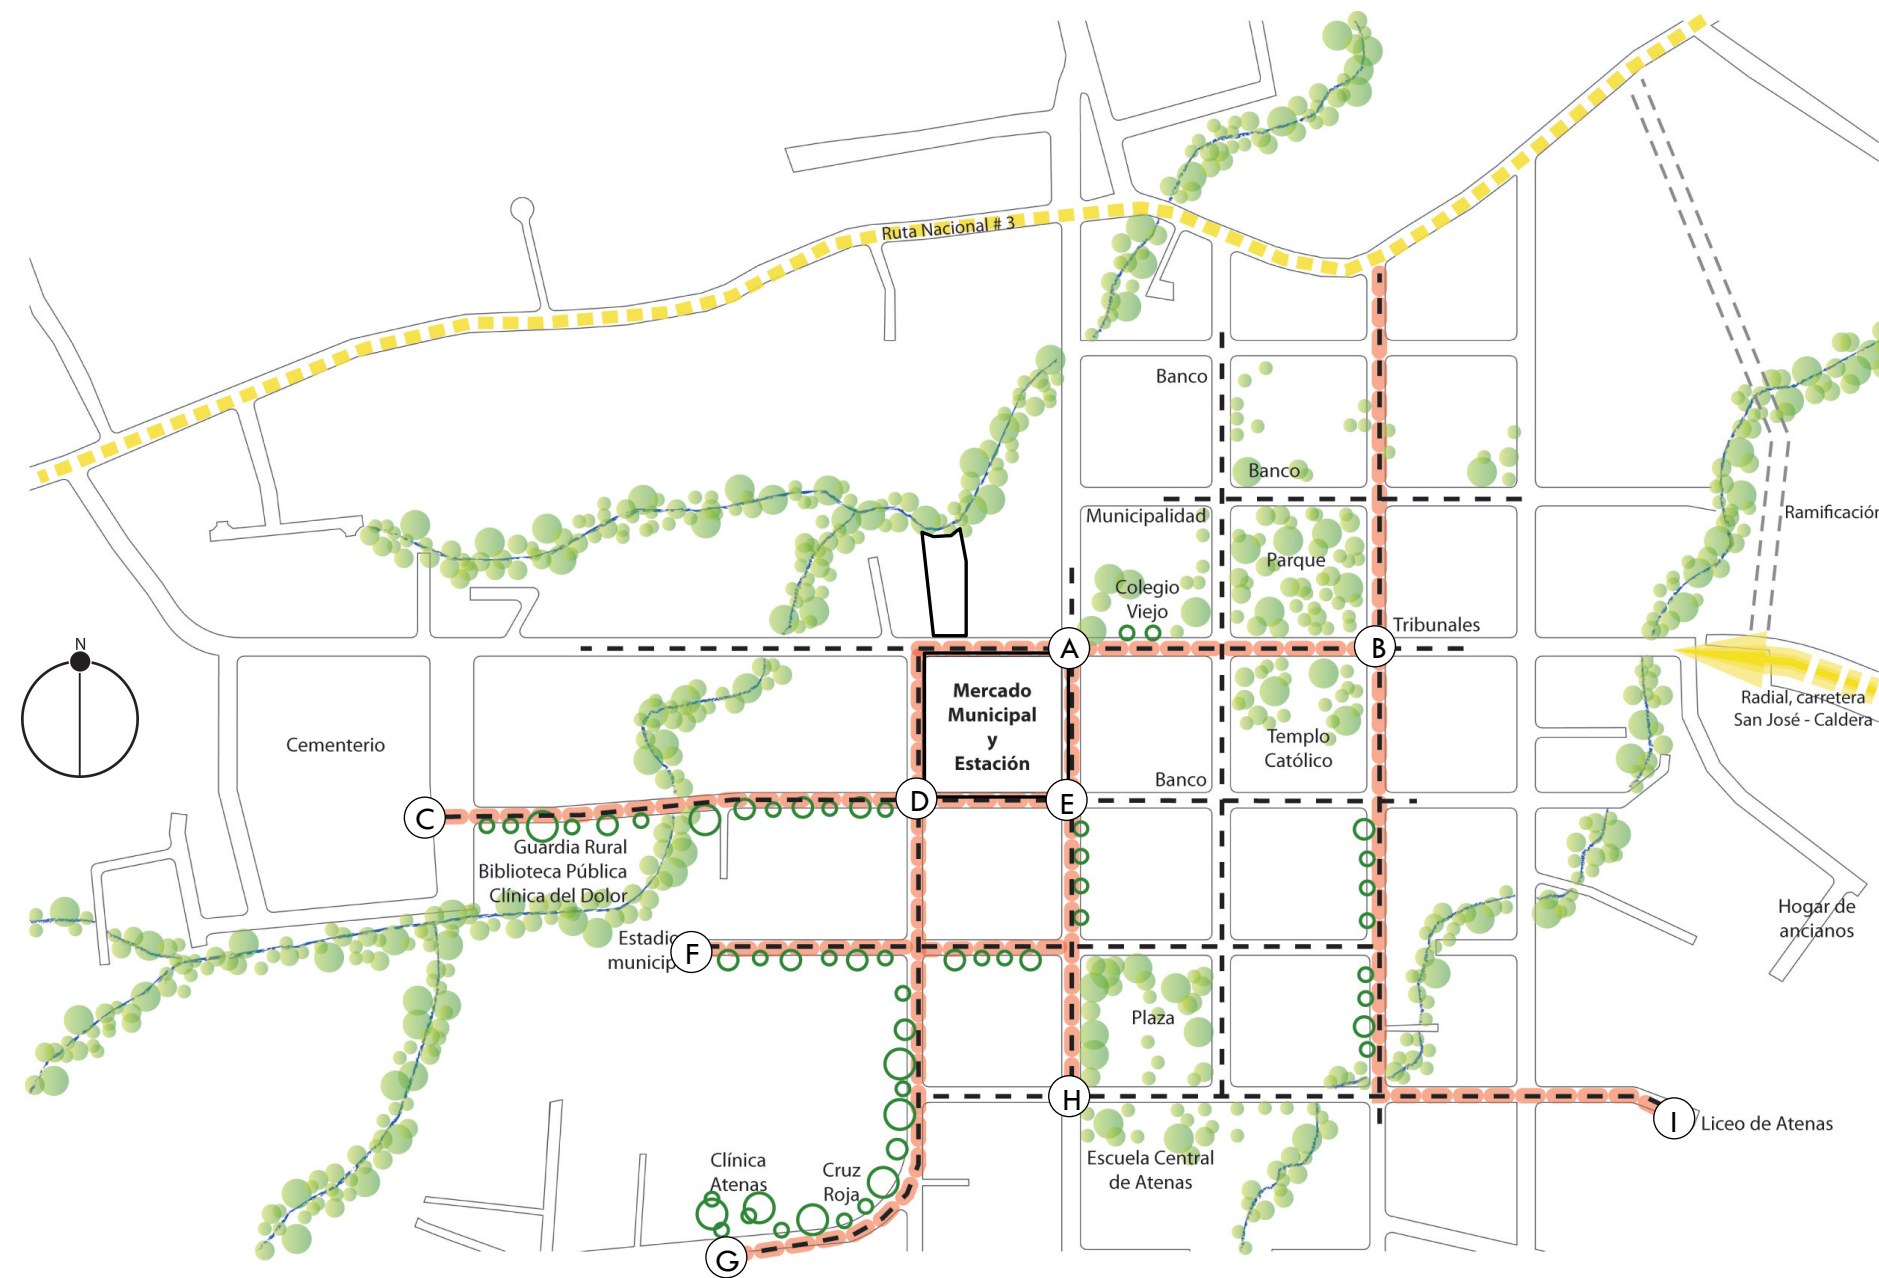 Ruta Nacional # 3
Banco
Banco
Municipalidad
Parque
Ramificación
Colegio
Viejo
Tribunales
N
A
B
Mercado
Municipal
y
Estación
Radial, carretera
San José - Caldera
Cementerio
Templo
Católico
Banco
C
D
E
Guardia Rural
Biblioteca Pública
Clínica del Dolor
Hogar de
ancianos
Estadio
municip
F
Plaza
H
I
Liceo de Atenas
Clínica
Atenas
Cruz
Roja
Escuela Central
de Atenas
G